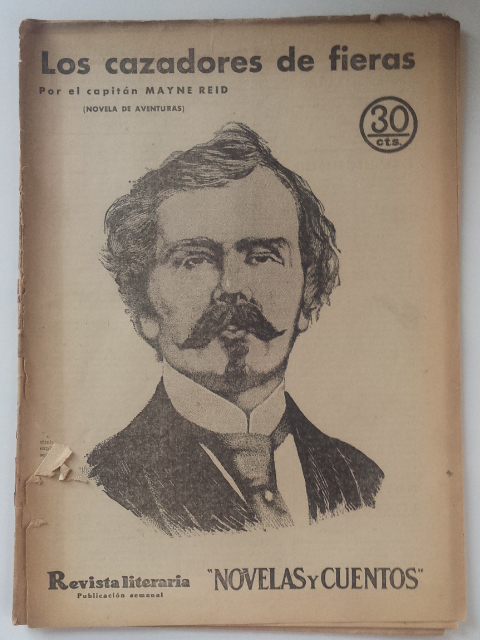 Los cazadores de fieras
Por el capitán MAYNE REID
(NOVELA DE AVENTURAS)
30
cts.
Revista literaria "NOVELAS Y CUENTOS"
Publicación semanal